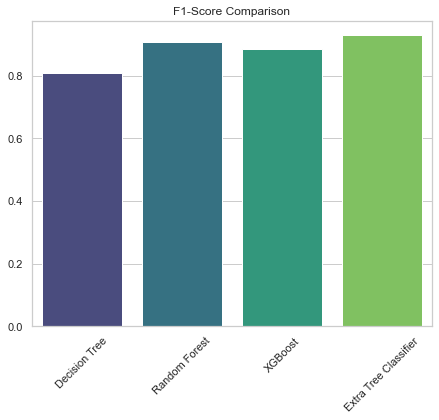 F1-Score Comparison
0.8
0.6
0.4
0.2
0.0
Decision Tree
Random Forest
XGBoost
Extra Tree Classifier